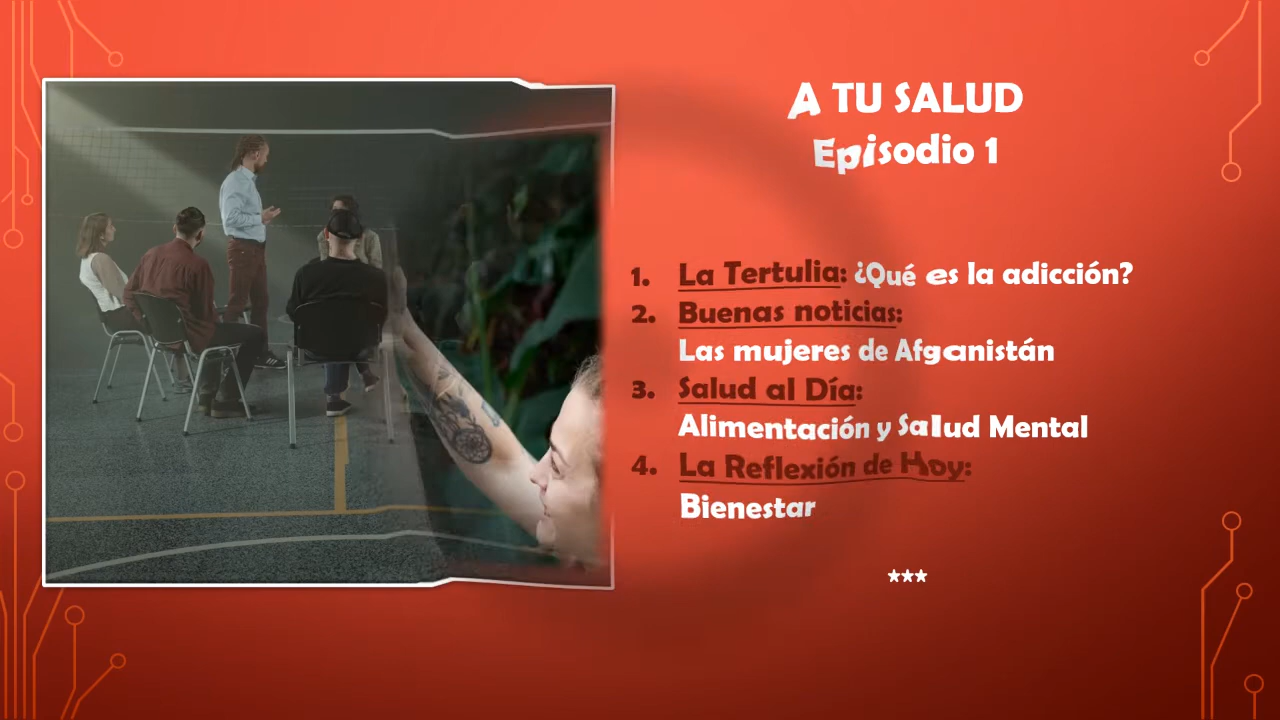 A TU SALUD
Episodio 1
1. La Tertulia: ¿Qué es la adicción?
2. Buenas noticias:
Las mujeres de Afganistán
3. Salud al Día:
Alimentación y Salud Mental
4. La Reflexión de Hoy:
Bienestar
***